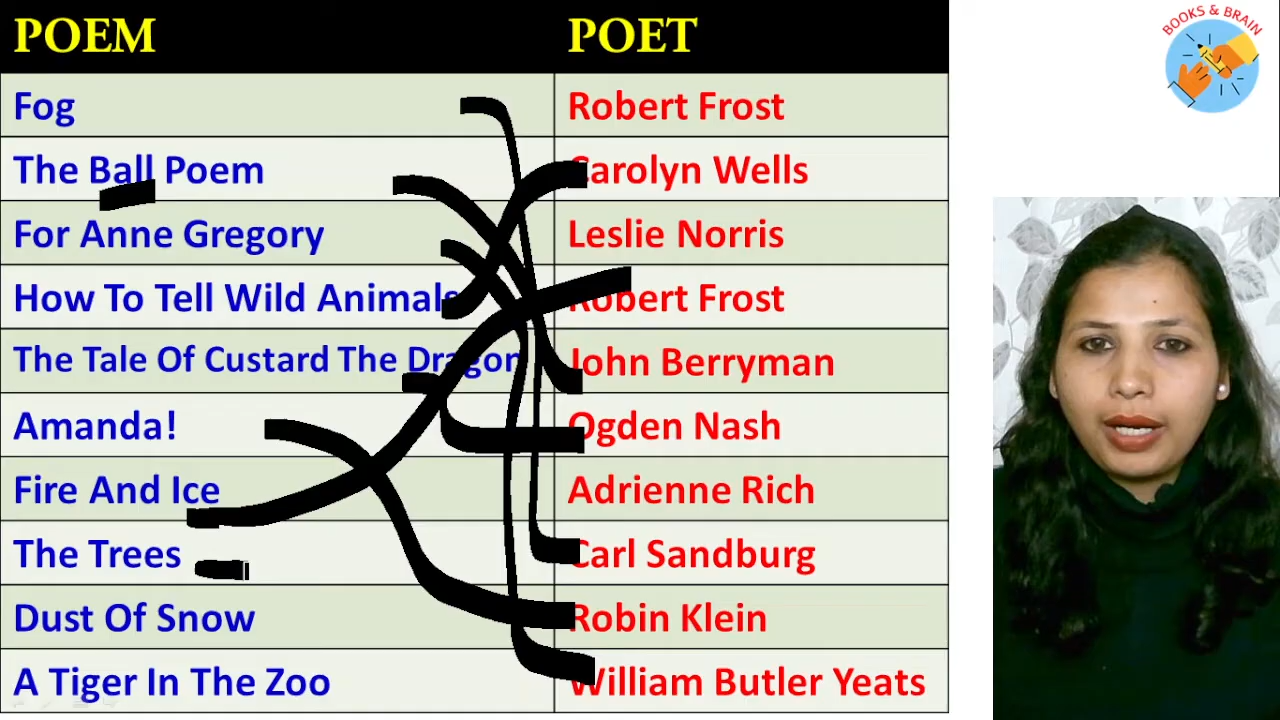 POEM POET
BOOKS & BRAIN
Fog Robert Frost
The Ball Poem Carolyn Wells
For Anne Gregory Leslie Norris
How To Tell Wild Animals Robert Frost
The Tale Of Custard The Dragon John Berryman
Amanda! Ogden Nash
Fire And Ice Adrienne Rich
The Trees Carl Sandburg
Dust Of Snow Robin Klein
A Tiger In The Zoo William Butler Yeats